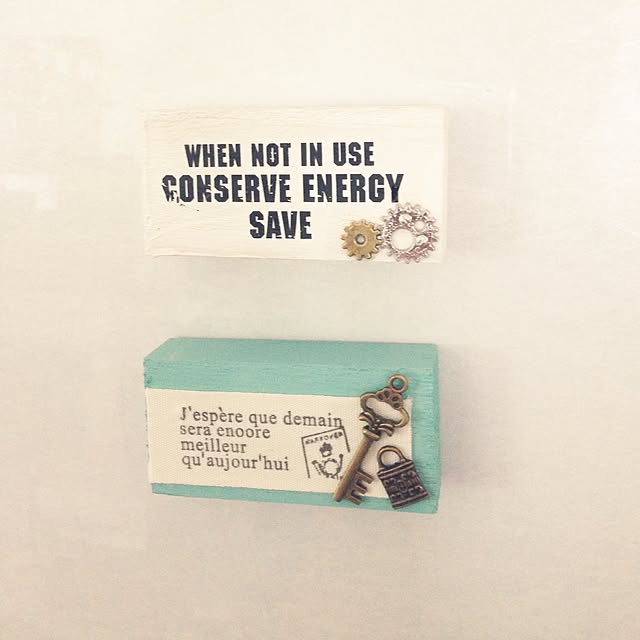 WHEN NOT IN USE
CONSERVE ENERGY
SAVE
J'espère que demain
sera enoore
meilleur
qu'aujour'hui